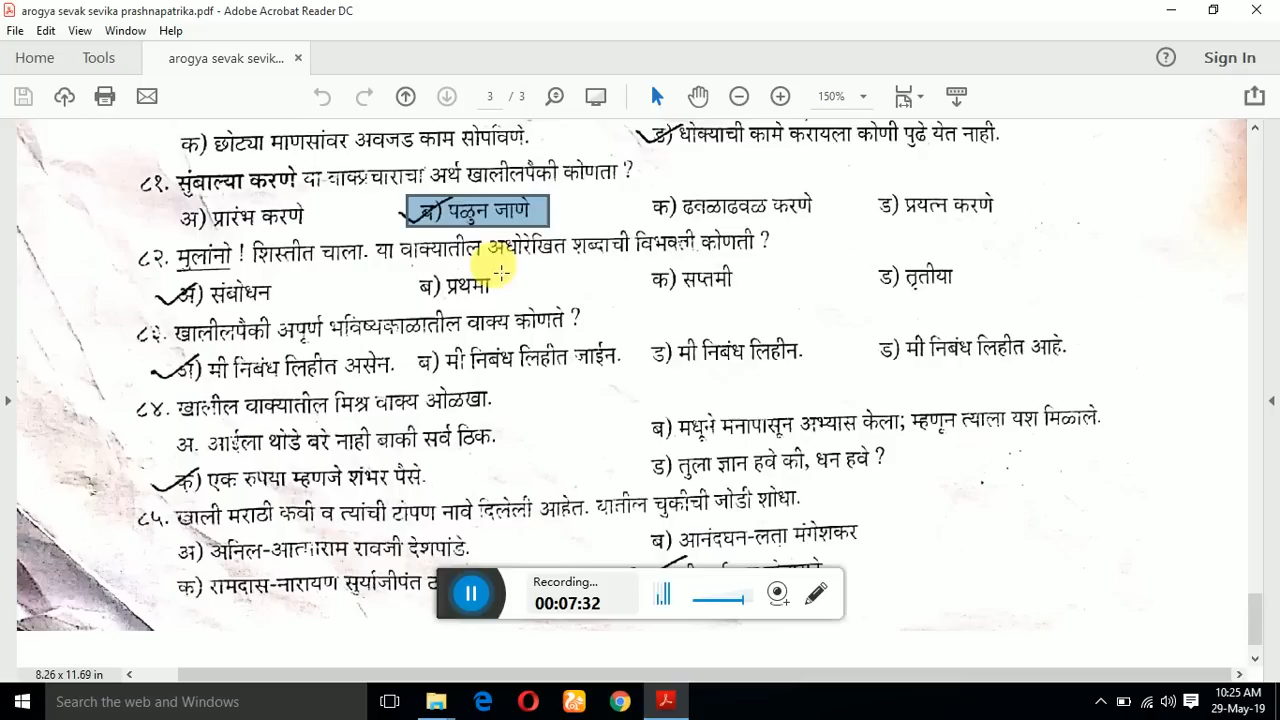 arogya sevak sevika prashnapatrika.pdf - Adobe Acrobat Reader DC
File Edit View Window Help
Home Tools arogya sevak sevik... × Sign In
3 / 3 150%
क) छोट्या माणसांवर अवजड काम सोपविणे. ड) धोक्याची कामे करायला कोणी पुढे येत नाही.
८१. सुंबाल्या करणे या वाक्प्रचाराचा अर्थ खालीलपैकी कोणता ?
अ) प्रारंभ करणे ब) पळुन जाणे क) ढवळाढवळ करणे ड) प्रयत्न करणे
८२. मुलांनो ! शिस्तीत चाला. या वाक्यातील अधोरेखित शब्दाची विभक्ती कोणती ?
अ) संबोधन ब) प्रथमा क) सप्तमी ड) तृतीया
८३. खालीलपैकी अपूर्ण भविष्यकाळातील वाक्य कोणते ?
अ) मी निबंध लिहीत असेन. ब) मी निबंध लिहीत जाईन. ड) मी निबंध लिहीन. ड) मी निबंध लिहीत आहे.
८४. खालील वाक्यातील मिश्र वाक्य ओळखा.
अ. आईला थोडे बरे नाही बाकी सर्व ठिक. ब) मधूने मनापासून अभ्यास केला; म्हणून त्याला यश मिळाले.
क) एक रुपया म्हणजे शंभर पैसे. ड) तुला ज्ञान हवे की, धन हवे ?
८५. खाली मराठी कवी व त्यांची टोपण नावे दिलेली आहेत. यातील चुकीची जोडी शोधा.
अ) अनिल-आत्माराम रावजी देशपांडे. ब) आनंदघन-लता मंगेशकर
क) रामदास-नारायण सुर्याजीपंत
Recording...
00:07:32
8.26 x 11.69 in
Search the web and Windows
10:25 AM
29-May-19